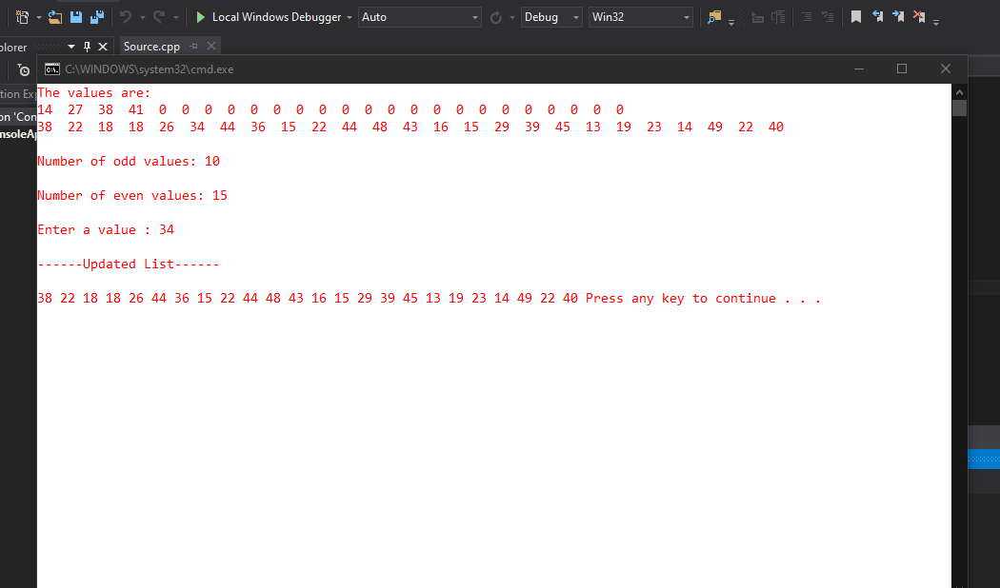 Local Windows Debugger Auto Debug Win32
plorer Source.cpp
C:\WINDOWS\system32\cmd.exe
tion Exp
on 'Con
nsoleAp
The values are:
14 27 38 41 0 0 0 0 0 0 0 0 0 0 0 0 0 0 0 0 0 0 0 0 0
38 22 18 18 26 34 44 36 15 22 44 48 43 16 15 29 39 45 13 19 23 14 49 22 40
Number of odd values: 10
Number of even values: 15
Enter a value : 34
------Updated List------
38 22 18 18 26 44 36 15 22 44 48 43 16 15 29 39 45 13 19 23 14 49 22 40 Press any key to continue . . .